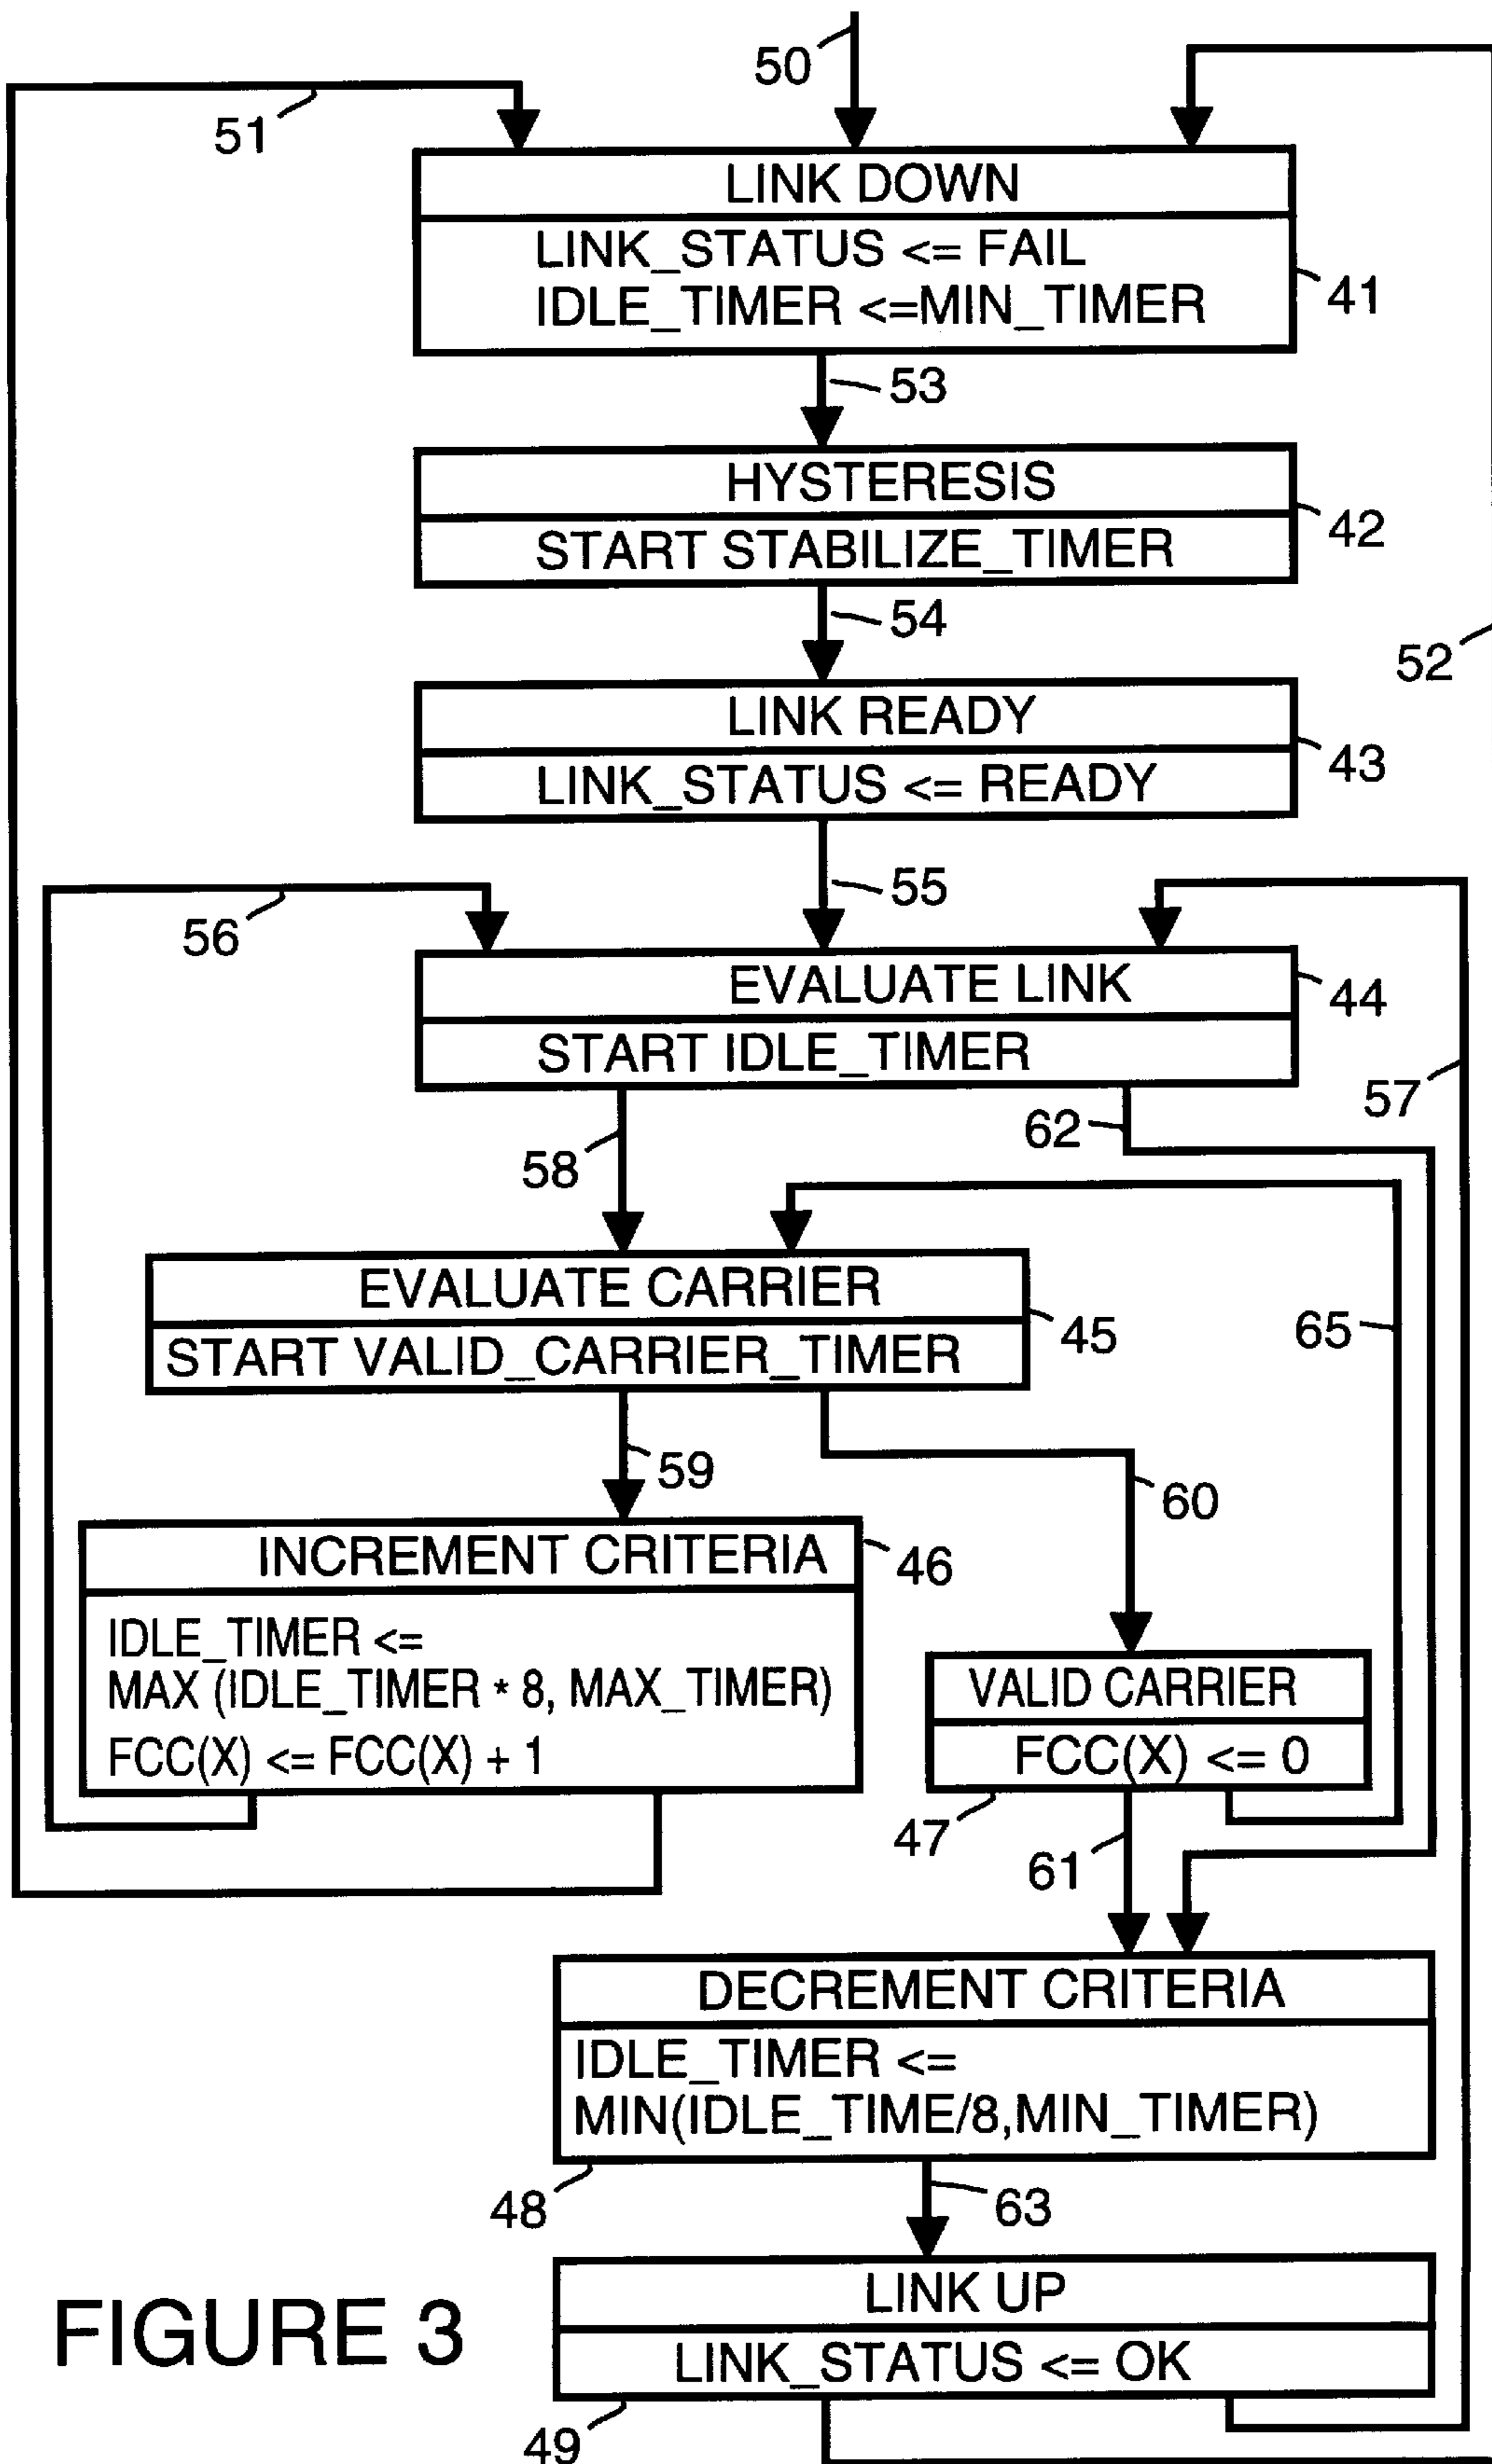 50
51
LINK DOWN
LINK_STATUS <= FAIL
IDLE_TIMER <=MIN_TIMER
41
53
HYSTERESIS
42
START STABILIZE_TIMER
54
52
LINK READY
43
LINK_STATUS <= READY
55
56
EVALUATE LINK
44
START IDLE_TIMER
57
62
58
EVALUATE CARRIER
45
65
START VALID_CARRIER_TIMER
59
60
INCREMENT CRITERIA
46
IDLE_TIMER <=
MAX (IDLE_TIMER * 8, MAX_TIMER)
FCC(X) <= FCC(X) + 1
VALID CARRIER
FCC(X) <= 0
47
61
DECREMENT CRITERIA
IDLE_TIMER <=
MIN(IDLE_TIME/8,MIN_TIMER)
48
63
LINK UP
LINK_STATUS <= OK
49
FIGURE 3